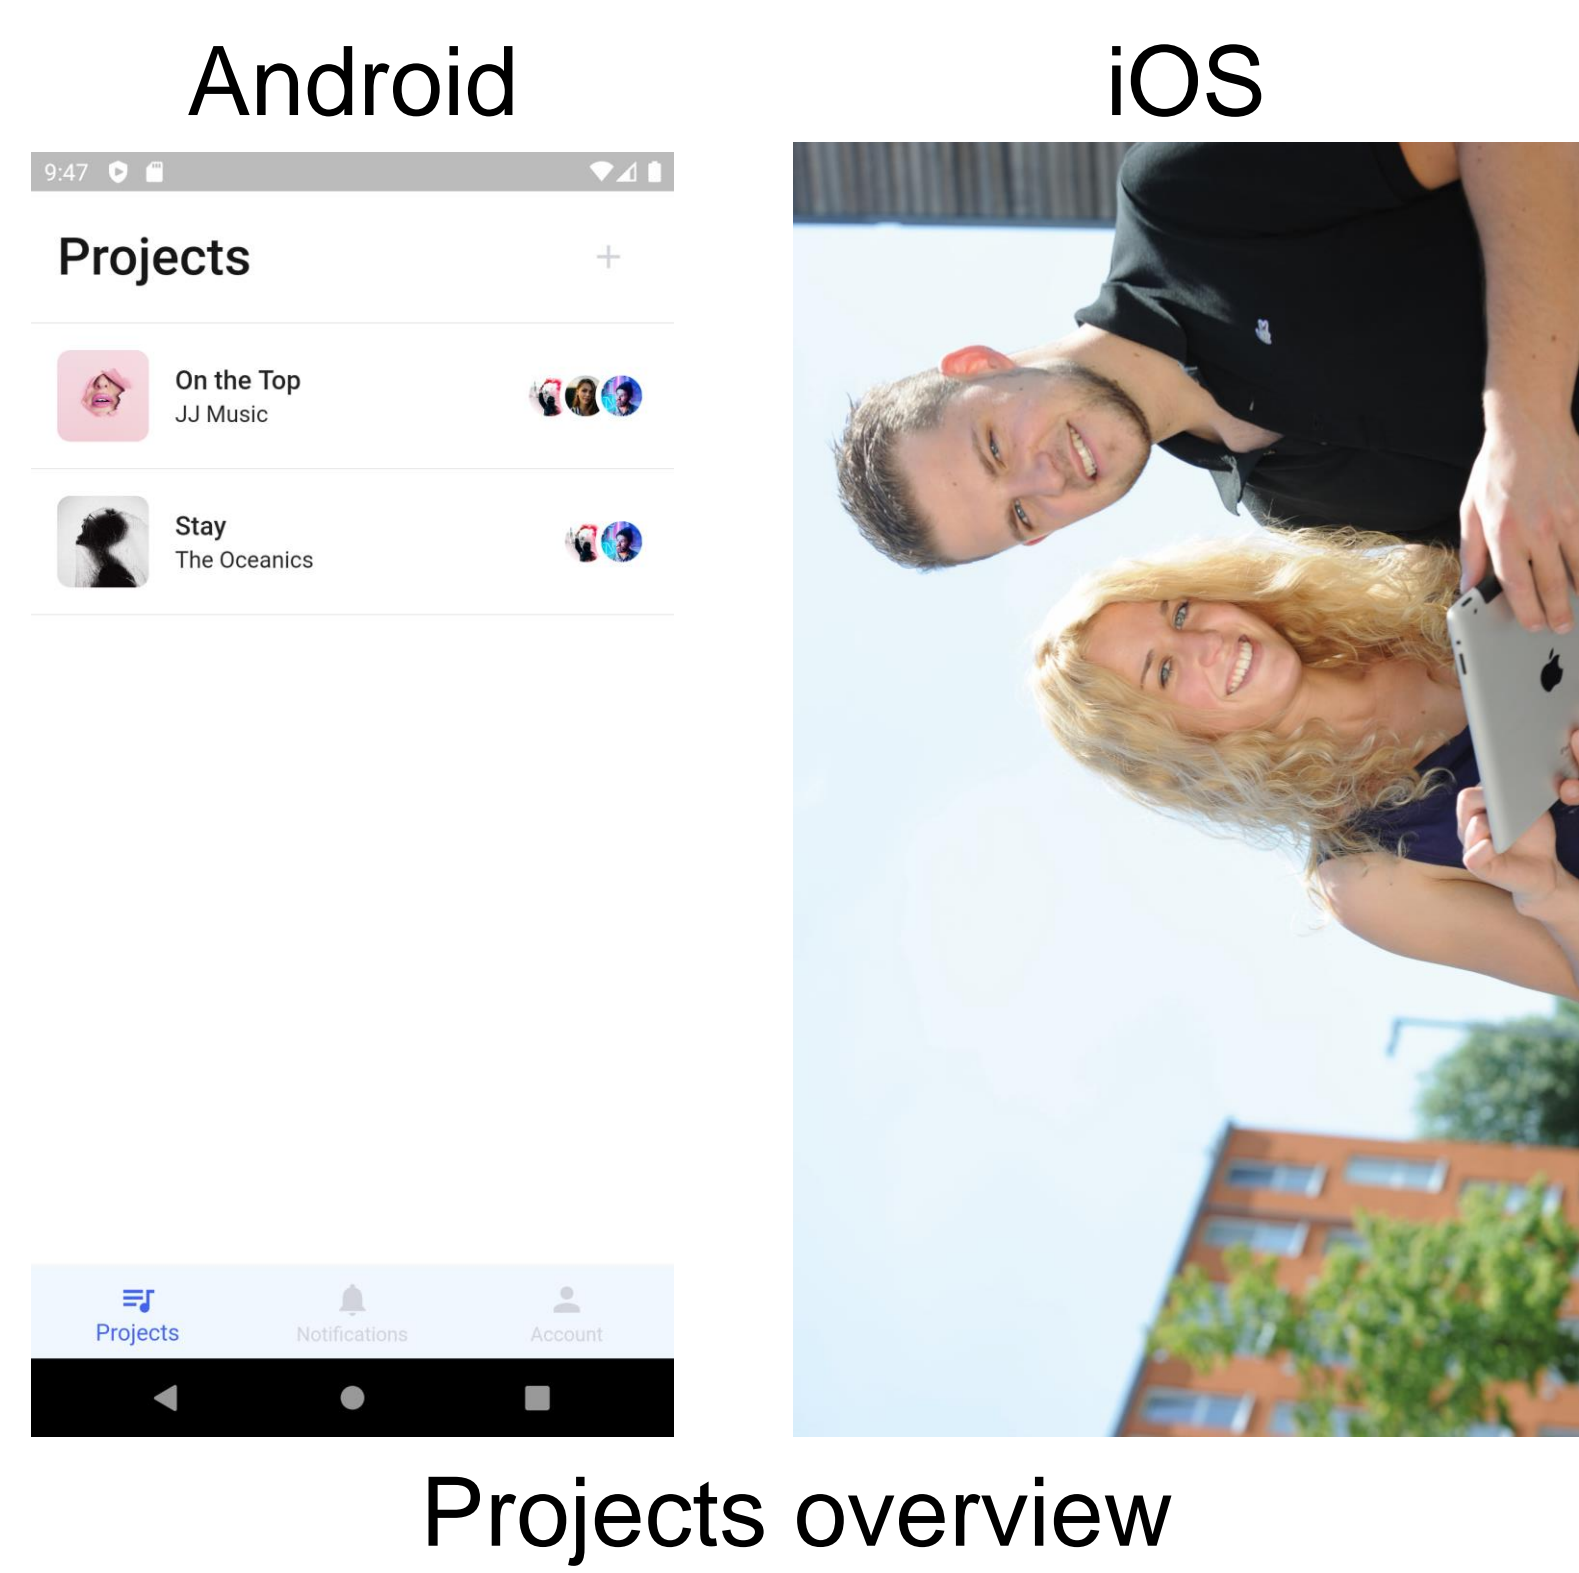 Android
iOS
9:47
Projects
On the Top
JJ Music
Stay
The Oceanics
Projects
Notifications
Account
Projects overview